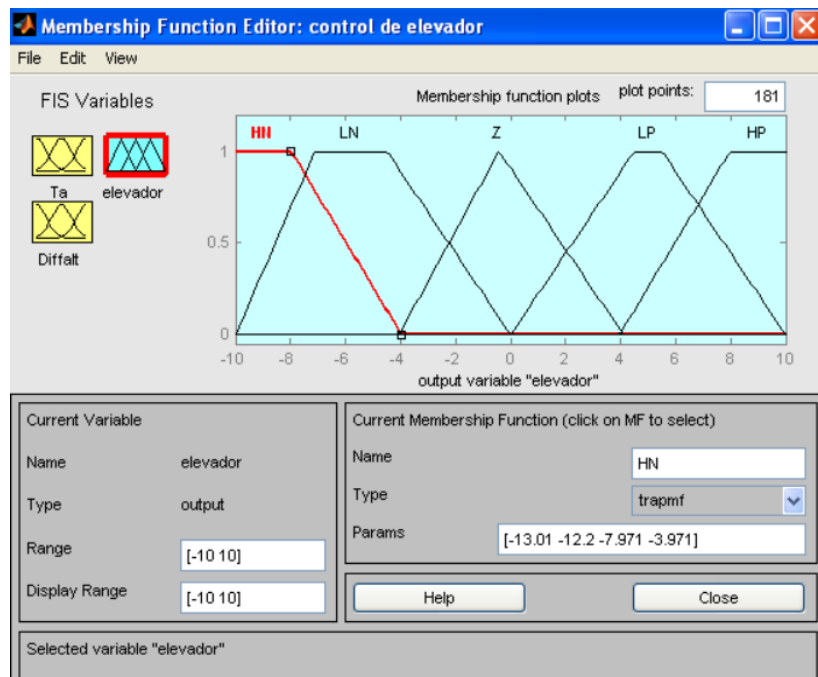 Membership Function Editor: control de elevador
File Edit View
FIS Variables
Membership function plots plot points: 181
HN LN Z LP HP
1
0.5
0
-10 -8 -6 -4 -2 0 2 4 6 8 10
output variable "elevador"
Ta elevador
Diffalt
Current Variable
Name elevador
Type output
Range [-10 10]
Display Range [-10 10]
Current Membership Function (click on MF to select)
Name HN
Type trapmf
Params [-13.01 -12.2 -7.971 -3.971]
Help Close
Selected variable "elevador"